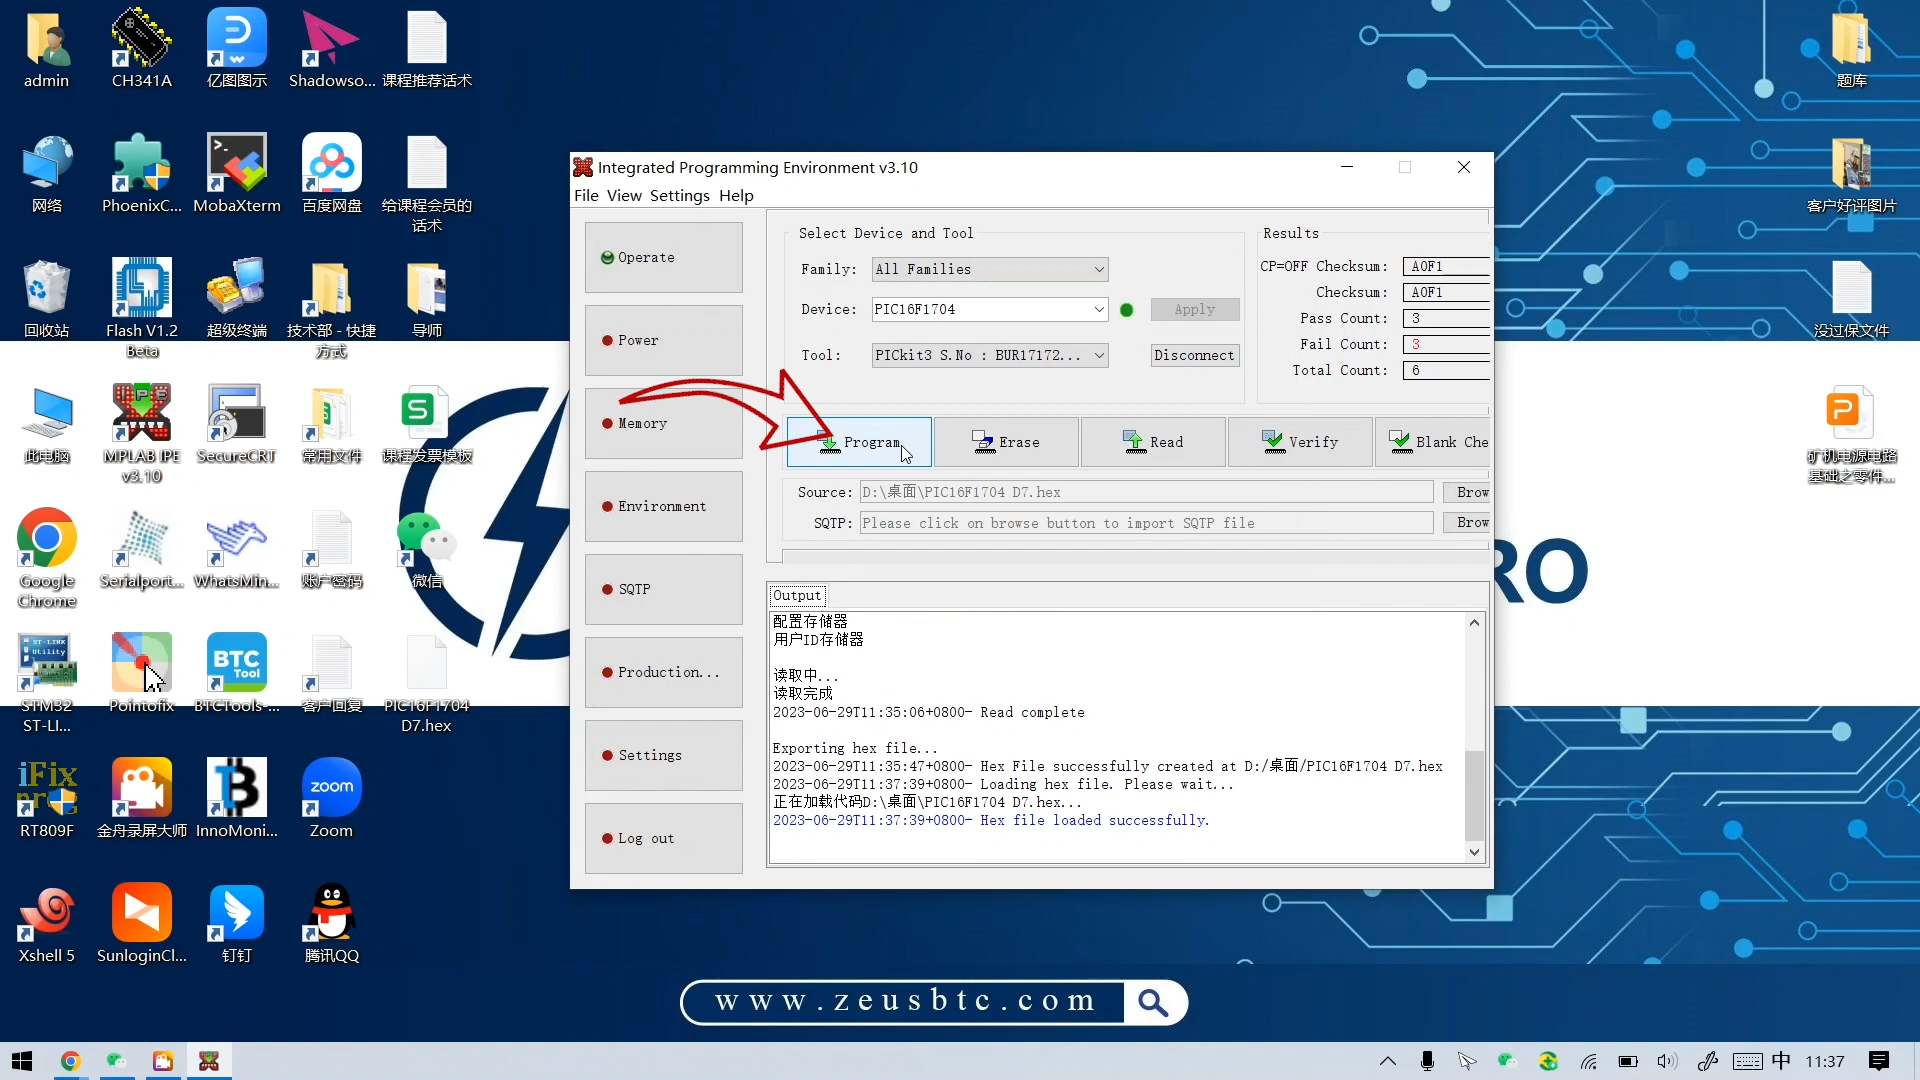 admin
CH341A
亿图图示
Shadowso...
课程推荐话术
网络
PhoenixC...
MobaXterm
百度网盘
给课程会员的
话术
回收站
Flash V1.2
Beta
超级终端
技术部 - 快捷
方式
导师
此电脑
IPE
MPLAB IPE
v3.10
SecureCRT
常用文件
S
课程发票模板
Google
Chrome
Serialport...
WhatsMin...
账户密码
微信
ST-LINK
Utility
STM32
ST-LI...
Pointofix
BTC
Tool
BTCTools-...
客户回复
PIC16F1704
D7.hex
iFix
RT809F
金舟录屏大师
InnoMoni...
zoom
Zoom
Xshell 5
SunloginCl...
钉钉
腾讯QQ
题库
客户好评图片
没过保文件
P
矿机电源电路
基础之零件...
RO
Integrated Programming Environment v3.10
File View Settings Help
Operate
Power
Memory
Environment
SQTP
Production...
Settings
Log out
Select Device and Tool
Family: All Families
Device: PIC16F1704 Apply
Tool: PICkit3 S.No : BUR17172... Disconnect
Results
CP=OFF Checksum: A0F1
Checksum: A0F1
Pass Count: 3
Fail Count: 3
Total Count: 6
Program Erase Read Verify Blank Che
Source: D:\桌面\PIC16F1704 D7.hex Brow
SQTP: Please click on browse button to import SQTP file Brow
Output
配置存储器
用户ID存储器
读取中...
读取完成
2023-06-29T11:35:06+0800- Read complete
Exporting hex file...
2023-06-29T11:35:47+0800- Hex File successfully created at D:/桌面/PIC16F1704 D7.hex
2023-06-29T11:37:39+0800- Loading hex file. Please wait...
正在加载代码D:\桌面\PIC16F1704 D7.hex...
2023-06-29T11:37:39+0800- Hex file loaded successfully.
www.zeusbtc.com
中
11:37